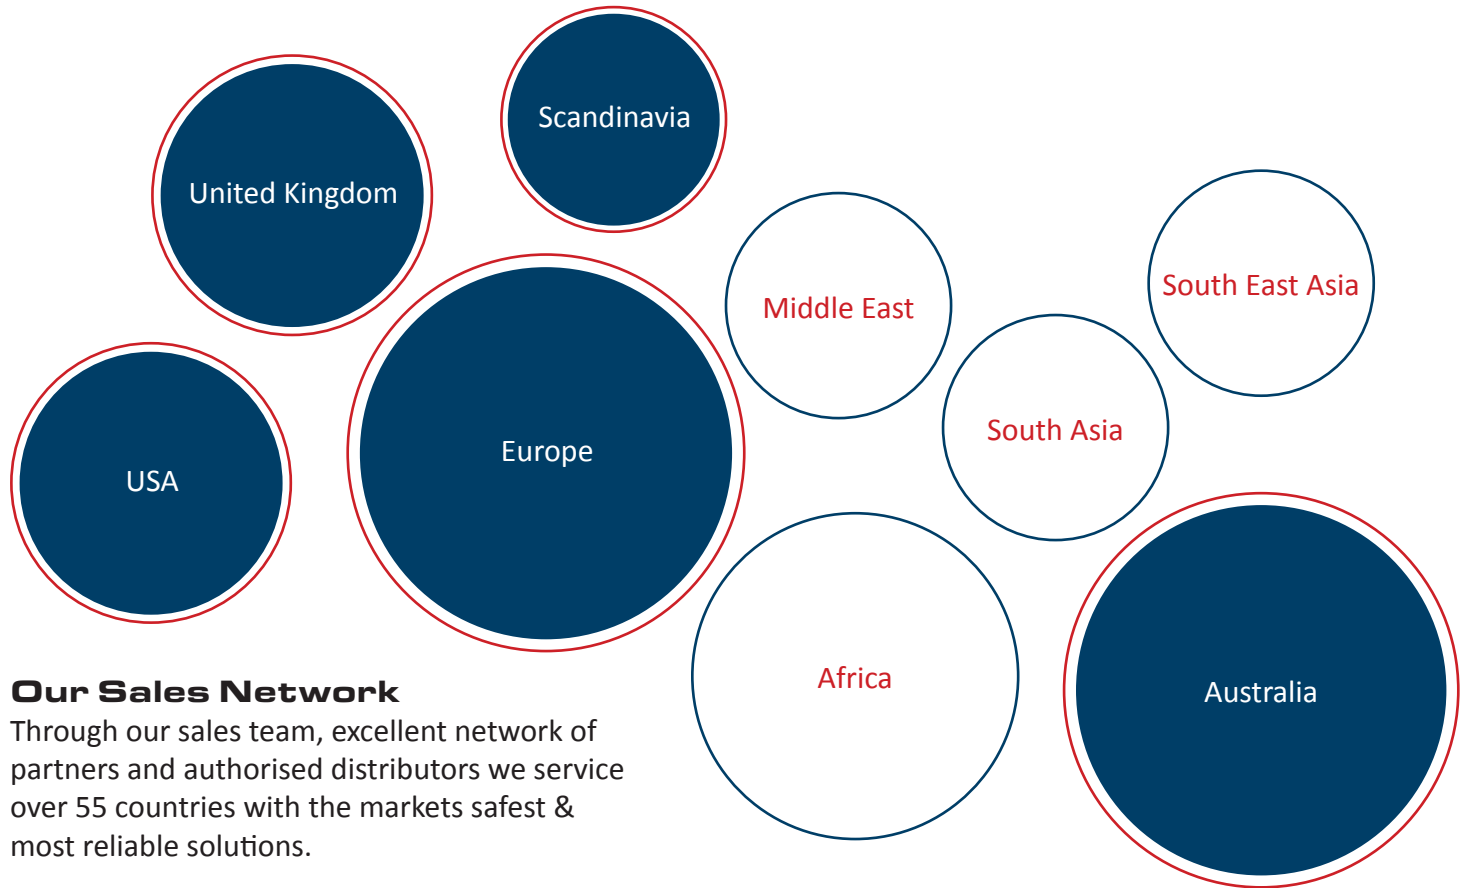 Scandinavia
United Kingdom
South East Asia
Middle East
South Asia
Europe
USA
Africa
Australia
Our Sales Network
Through our sales team, excellent network of
partners and authorised distributors we service
over 55 countries with the markets safest &
most reliable solutions.